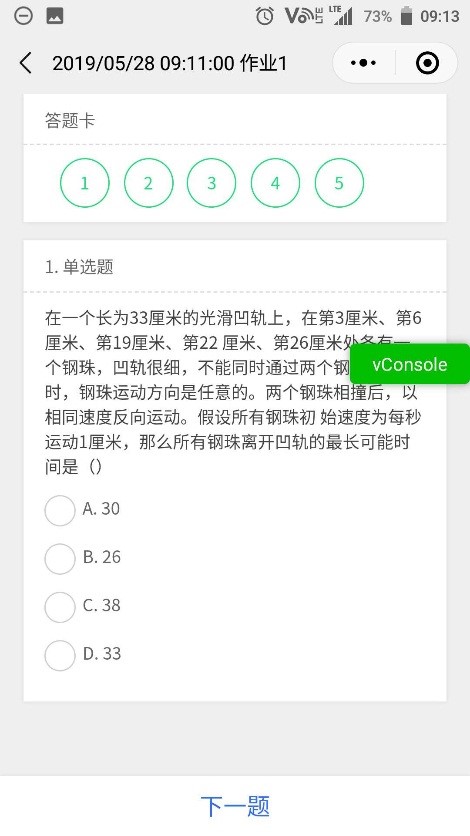 73% 09:13
2019/05/28 09:11:00 作业1
答题卡
1 2 3 4 5
1. 单选题
在一个长为33厘米的光滑凹轨上，在第3厘米、第6
厘米、第19厘米、第22 厘米、第26厘米处各有一
个钢珠，凹轨很细，不能同时通过两个钢
vConsole
时，钢珠运动方向是任意的。两个钢珠相撞后，以
相同速度反向运动。假设所有钢珠初 始速度为每秒
运动1厘米，那么所有钢珠离开凹轨的最长可能时
间是（）
A. 30
B. 26
C. 38
D. 33
下一题